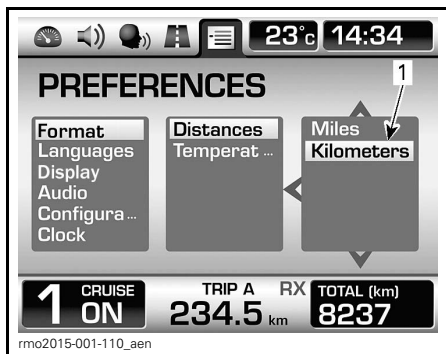 23°c 14:34
PREFERENCES
1
Format
Languages
Display
Audio
Configura ...
Clock
Distances
Temperat ...
Miles
Kilometers
1 CRUISE ON
TRIP A
234.5 km
RX
TOTAL (km)
8237
rmo2015-001-110_aen